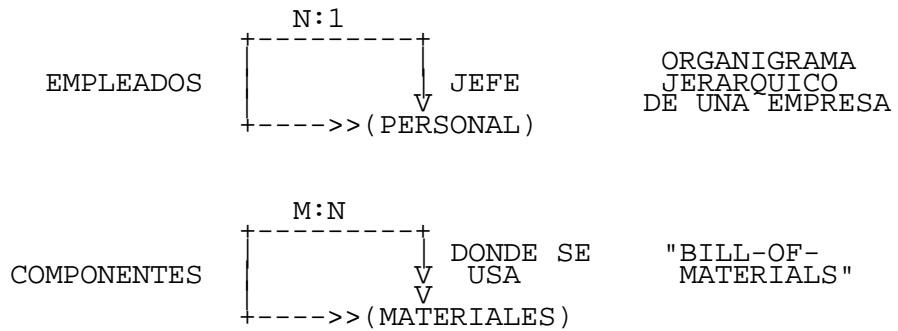 N:1
+---------+
EMPLEADOS | | JEFE
V
+---->>(PERSONAL)
ORGANIGRAMA
JERARQUICO
DE UNA EMPRESA
M:N
+---------+
COMPONENTES | | DONDE SE
V USA
V
+---->>(MATERIALES)
"BILL-OF-
MATERIALS"